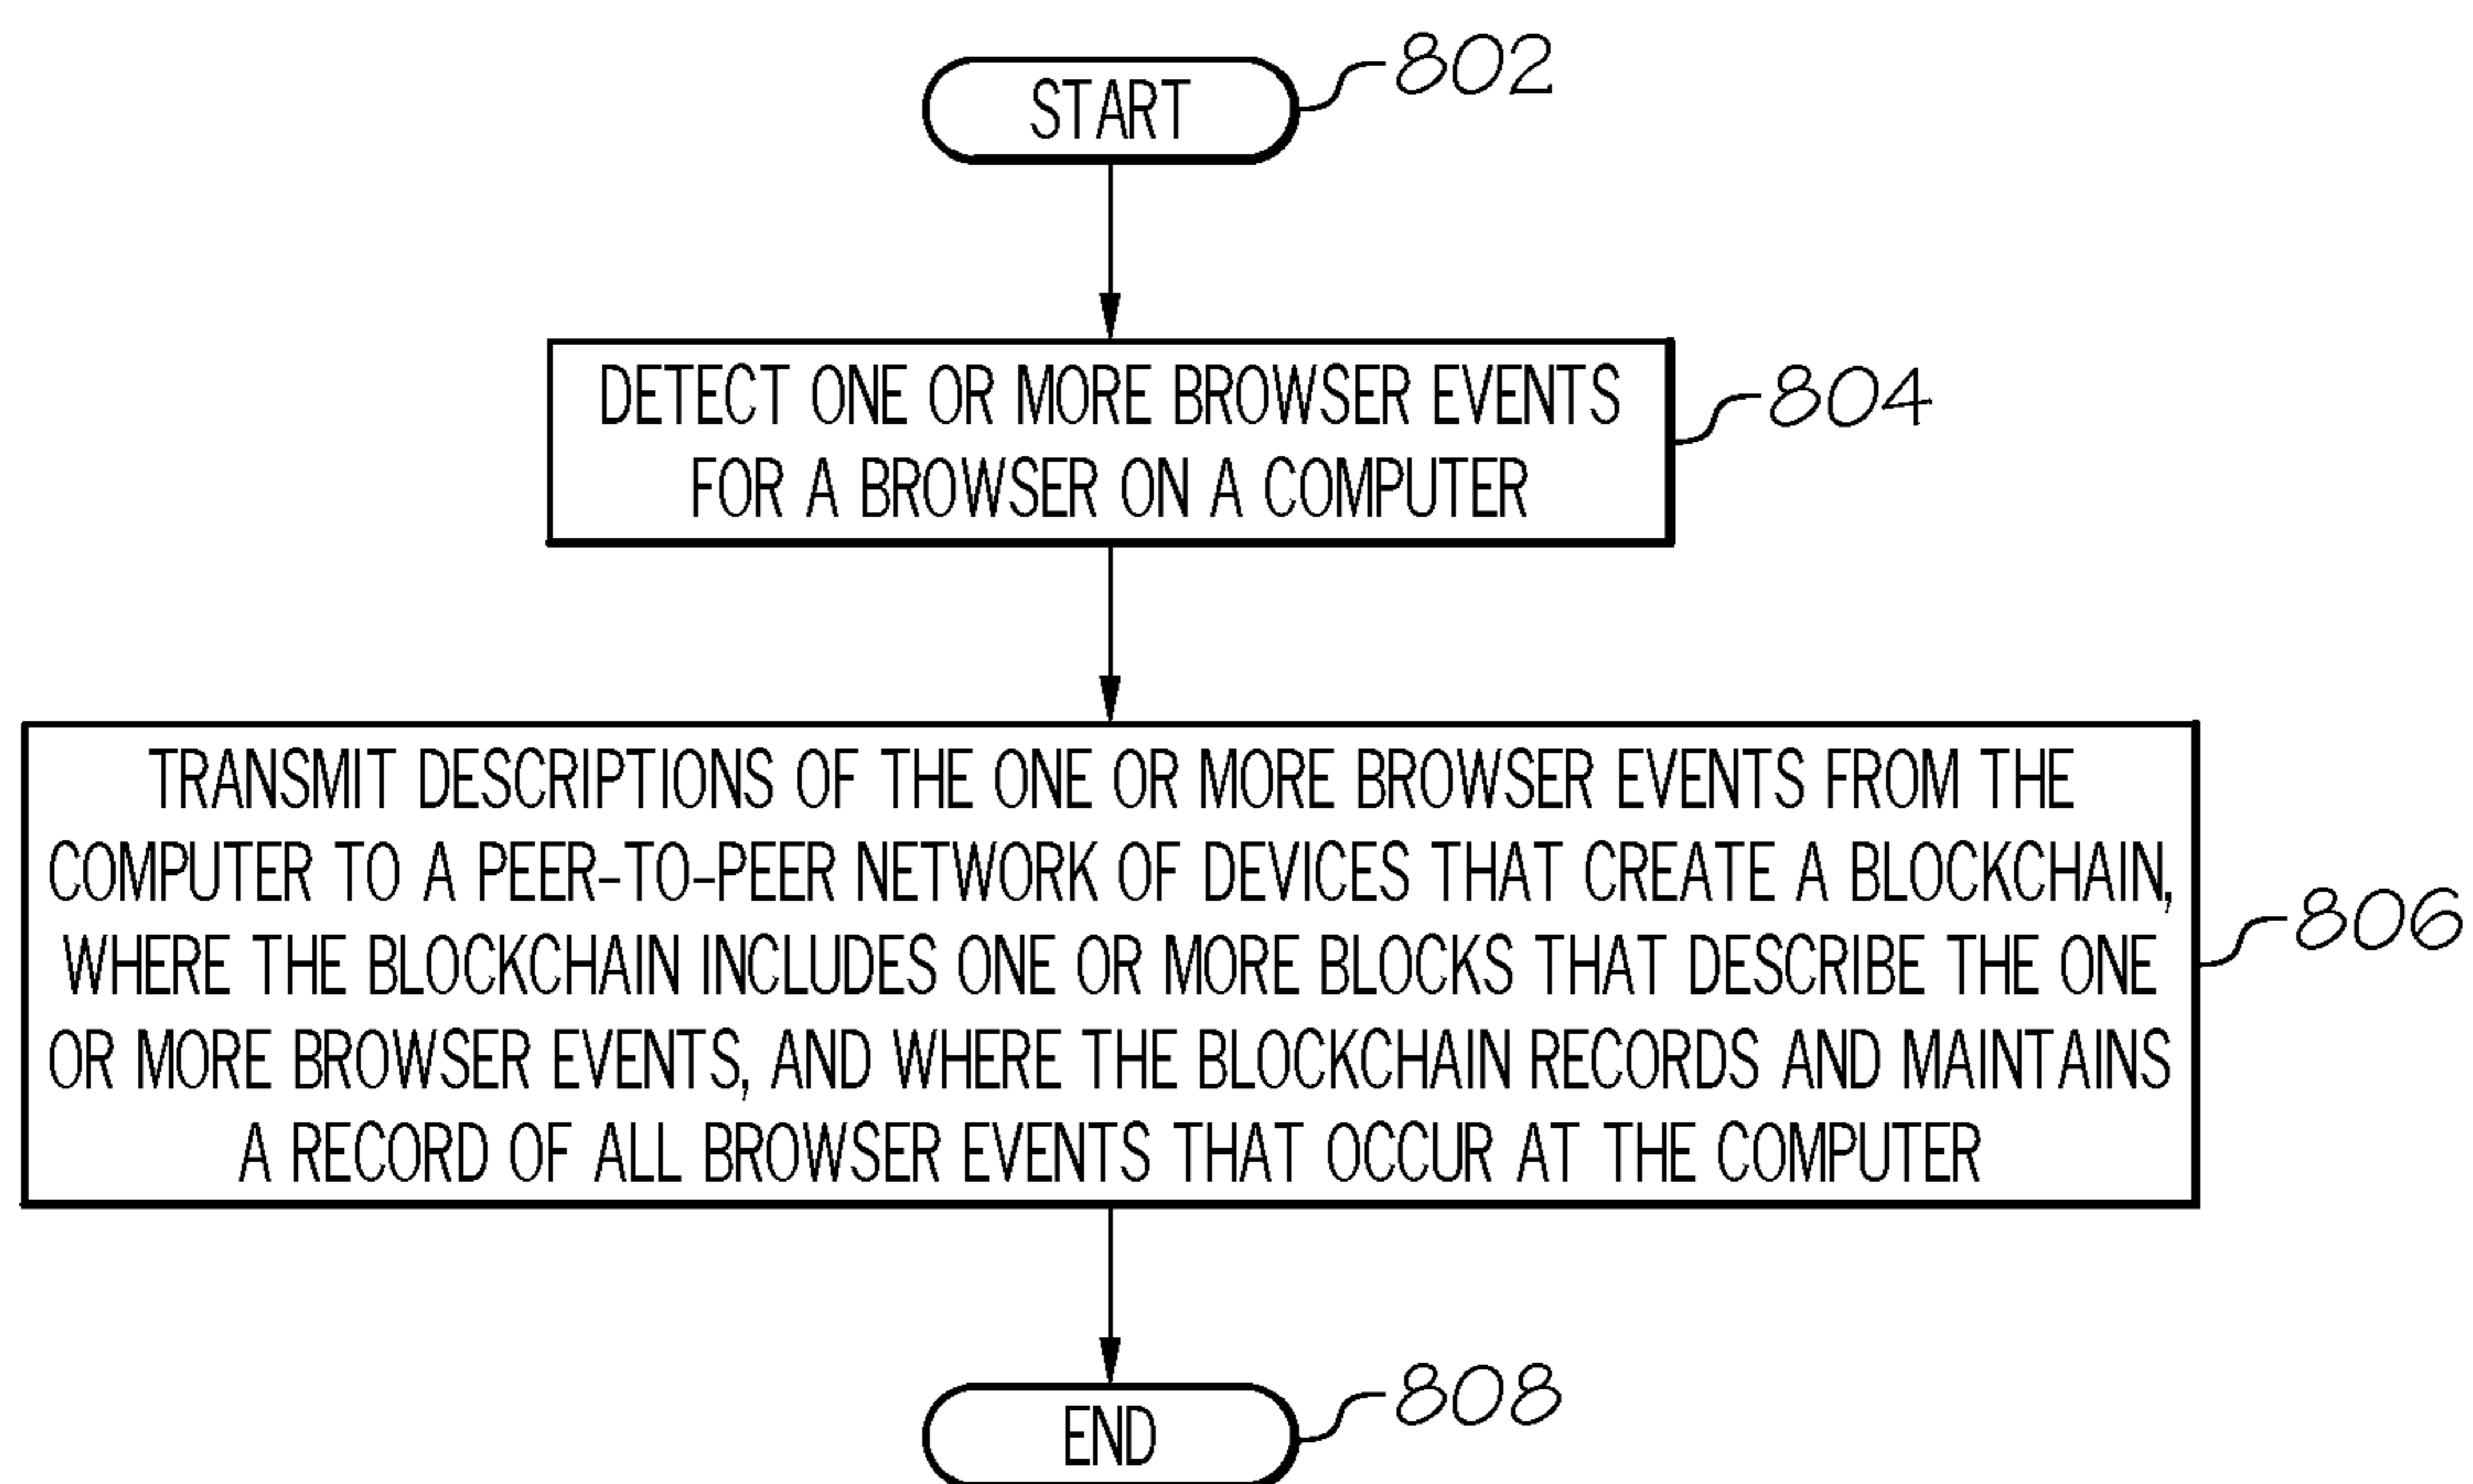 START
802
DETECT ONE OR MORE BROWSER EVENTS
FOR A BROWSER ON A COMPUTER
804
TRANSMIT DESCRIPTIONS OF THE ONE OR MORE BROWSER EVENTS FROM THE
COMPUTER TO A PEER-TO-PEER NETWORK OF DEVICES THAT CREATE A BLOCKCHAIN,
WHERE THE BLOCKCHAIN INCLUDES ONE OR MORE BLOCKS THAT DESCRIBE THE ONE
OR MORE BROWSER EVENTS, AND WHERE THE BLOCKCHAIN RECORDS AND MAINTAINS
A RECORD OF ALL BROWSER EVENTS THAT OCCUR AT THE COMPUTER
806
END
808